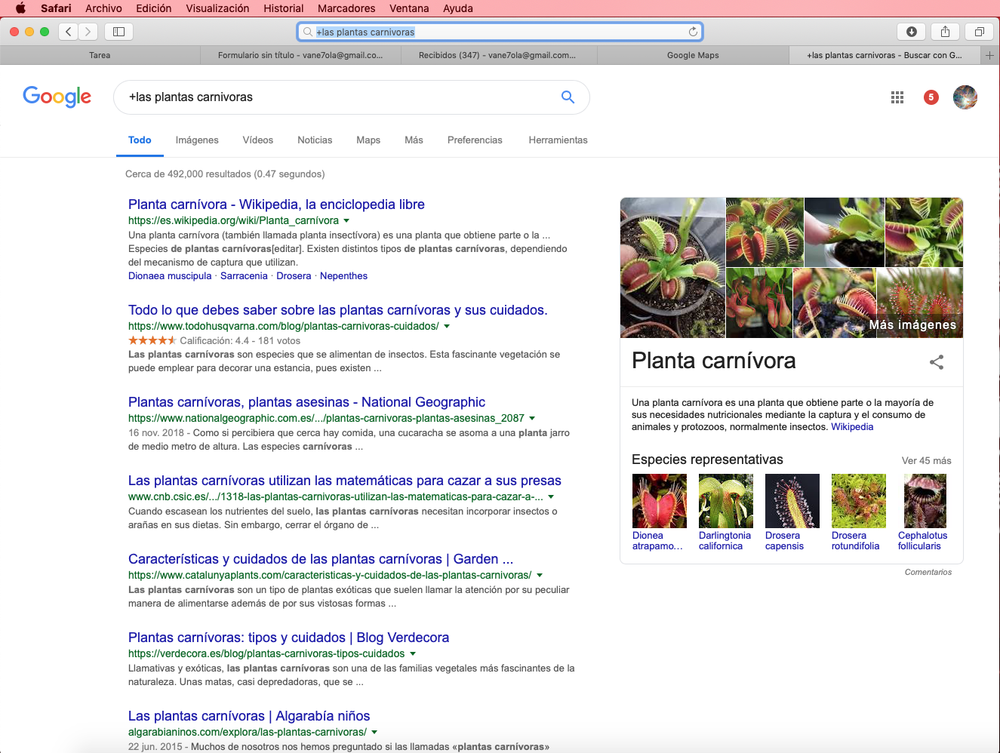 Safari Archivo Edición Visualización Historial Marcadores Ventana Ayuda
+las plantas carnivoras
Tarea
Formulario sin título - vane7ola@gmail.co...
Recibidos (347) - vane7ola@gmail.com...
Google Maps
+las plantas carnivoras - Buscar con G...
Google
+las plantas carnivoras
5
Todo Imágenes Vídeos Noticias Maps Más Preferencias Herramientas
Cerca de 492,000 resultados (0.47 segundos)
Planta carnívora - Wikipedia, la enciclopedia libre
https://es.wikipedia.org/wiki/Planta_carnívora
Una planta carnívora (también llamada planta insectívora) es una planta que obtiene parte o la ...
Especies de plantas carnívoras[editar]. Existen distintos tipos de plantas carnívoras, dependiendo
del mecanismo de captura que utilizan.
Dionaea muscipula · Sarracenia · Drosera · Nepenthes
Todo lo que debes saber sobre las plantas carnívoras y sus cuidados.
https://www.todohusqvarna.com/blog/plantas-carnivoras-cuidados/
Calificación: 4.4 - 181 votos
Las plantas carnívoras son especies que se alimentan de insectos. Esta fascinante vegetación se
puede emplear para decorar una estancia, pues existen ...
Plantas carnívoras, plantas asesinas - National Geographic
https://www.nationalgeographic.com.es/.../plantas-carnivoras-plantas-asesinas_2087
16 nov. 2018 - Como si percibiera que cerca hay comida, una cucaracha se asoma a una planta jarro
de medio metro de altura. Las especies carnívoras ...
Las plantas carnívoras utilizan las matemáticas para cazar a sus presas
www.cnb.csic.es/.../1318-las-plantas-carnivoras-utilizan-las-matematicas-para-cazar-a-...
Cuando escasean los nutrientes del suelo, las plantas carnívoras necesitan incorporar insectos o
arañas en sus dietas. Sin embargo, cerrar el órgano de ...
Características y cuidados de las plantas carnívoras | Garden ...
https://www.catalunyaplants.com/caracteristicas-y-cuidados-de-las-plantas-carnivoras/
Las plantas carnívoras son un tipo de plantas exóticas que suelen llamar la atención por su peculiar
manera de alimentarse además de por sus vistosas formas ...
Plantas carnívoras: tipos y cuidados | Blog Verdecora
https://verdecora.es/blog/plantas-carnivoras-tipos-cuidados
Llamativas y exóticas, las plantas carnívoras son una de las familias vegetales más fascinantes de la
naturaleza. Unas matas, casi depredadoras, que se ...
Las plantas carnívoras | Algarabía niños
algarabianinos.com/explora/las-plantas-carnivoras/
22 jun. 2015 - Muchos de nosotros nos hemos preguntado si las llamadas «plantas carnívoras»
Más imágenes
Planta carnívora
Una planta carnívora es una planta que obtiene parte o la mayoría de
sus necesidades nutricionales mediante la captura y el consumo de
animales y protozoos, normalmente insectos. Wikipedia
Especies representativas
Ver 45 más
Dionea
atrapamo...
Darlingtonia
californica
Drosera
capensis
Drosera
rotundifolia
Cephalotus
follicularis
Comentarios